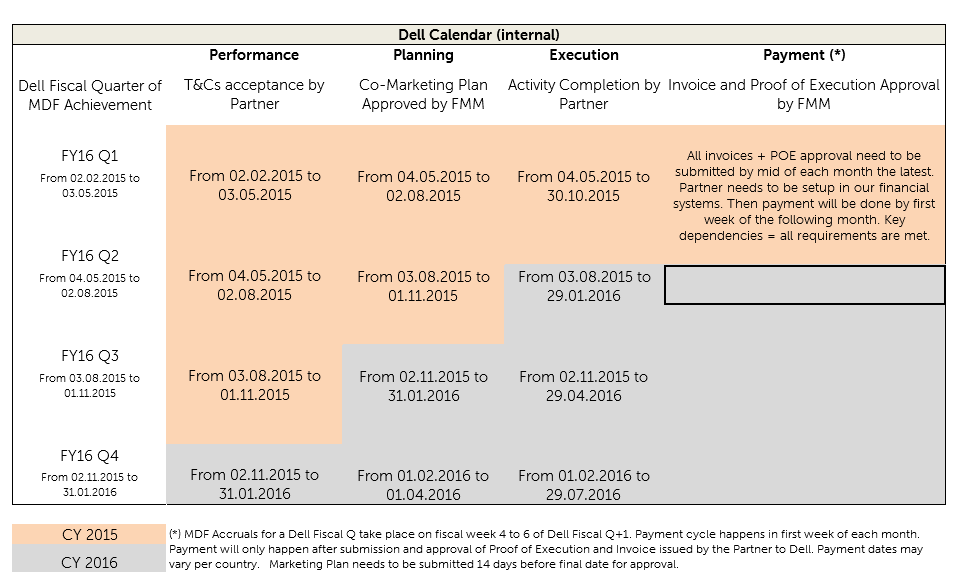 Dell Calendar (internal)
Performance
Planning
Execution
Payment (*)
Dell Fiscal Quarter of
MDF Achievement
T&Cs acceptance by
Partner
Co-Marketing Plan
Approved by FMM
Activity Completion by
Partner
Invoice and Proof of Execution Approval
by FMM
FY16 Q1
From 02.02.2015 to
03.05.2015
From 02.02.2015 to
03.05.2015
From 04.05.2015 to
02.08.2015
From 04.05.2015 to
30.10.2015
All invoices + POE approval need to be
submitted by mid of each month the latest.
Partner needs to be setup in our financial
systems. Then payment will be done by first
week of the following month. Key
dependencies = all requirements are met.
FY16 Q2
From 04.05.2015 to
02.08.2015
From 04.05.2015 to
02.08.2015
From 03.08.2015 to
01.11.2015
From 03.08.2015 to
29.01.2016
FY16 Q3
From 03.08.2015 to
01.11.2015
From 03.08.2015 to
01.11.2015
From 02.11.2015 to
31.01.2016
From 02.11.2015 to
29.04.2016
FY16 Q4
From 02.11.2015 to
31.01.2016
From 02.11.2015 to
31.01.2016
From 01.02.2016 to
01.04.2016
From 01.02.2016 to
29.07.2016
CY 2015
CY 2016
(*) MDF Accruals for a Dell Fiscal Q take place on fiscal week 4 to 6 of Dell Fiscal Q+1. Payment cycle happens in first week of each month.
Payment will only happen after submission and approval of Proof of Execution and Invoice issued by the Partner to Dell. Payment dates may
vary per country. Marketing Plan needs to be submitted 14 days before final date for approval.